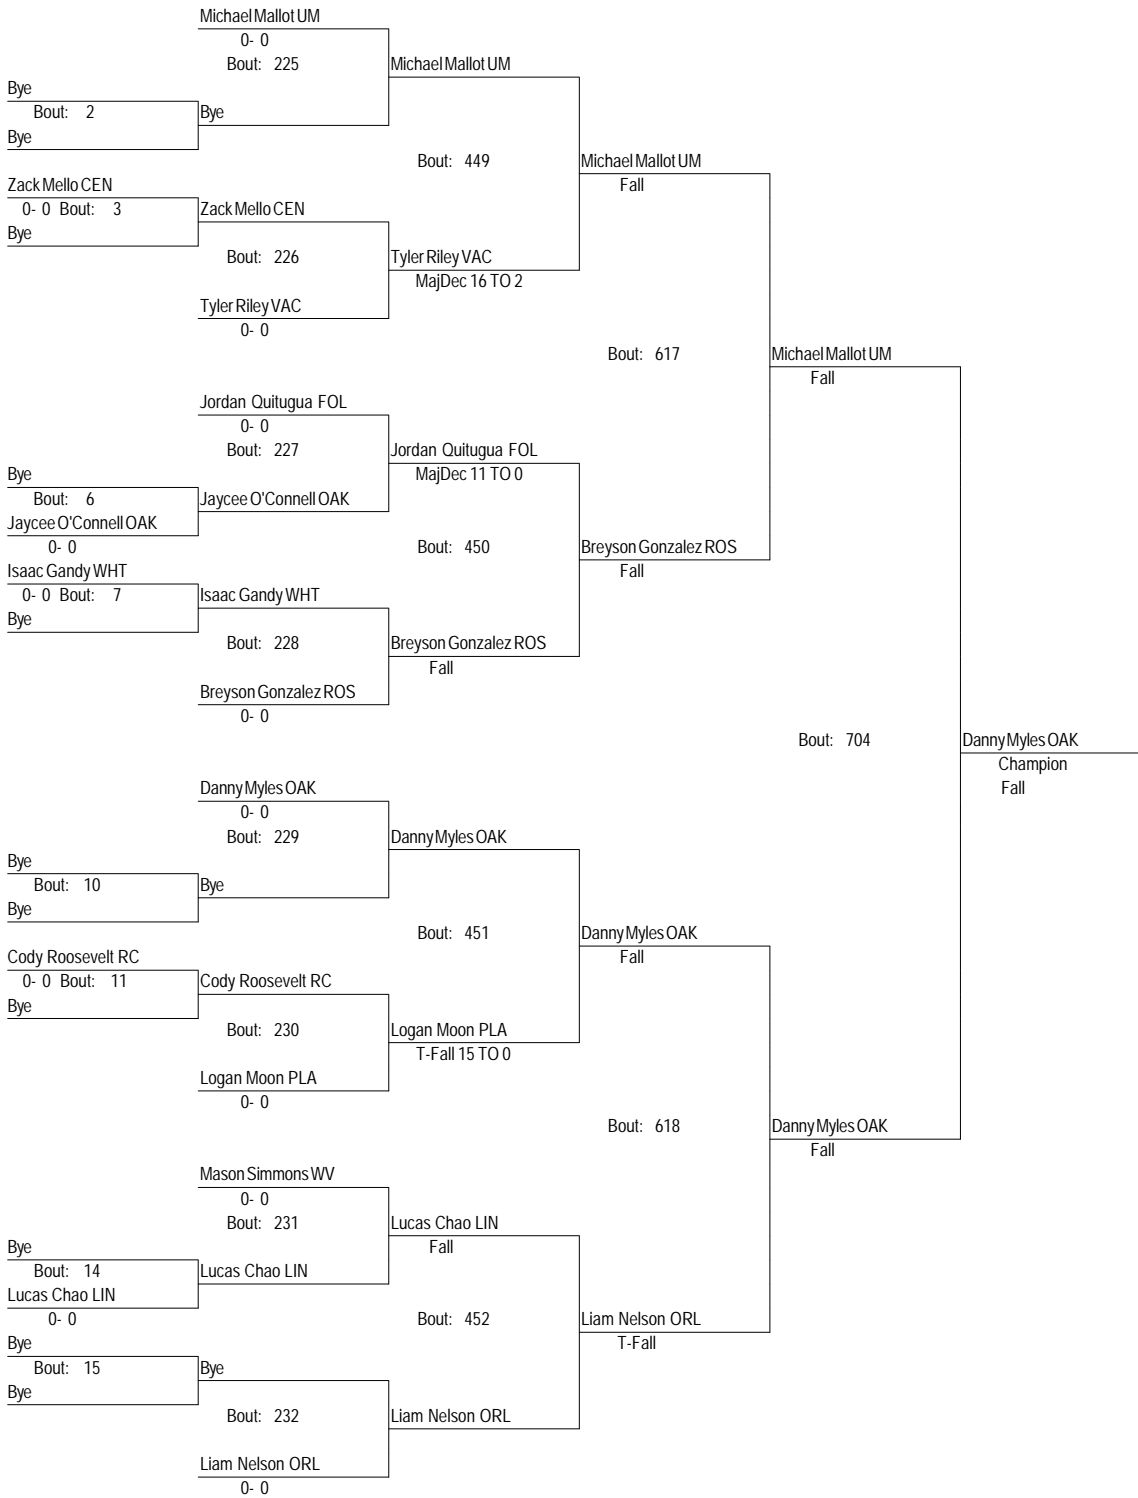 Michael Mallot UM
0- 0
Bout: 225
Michael Mallot UM
Bye
Bout: 2
Bye
Bye
Bout: 449
Michael Mallot UM
Fall
Zack Mello CEN
0- 0 Bout: 3
Zack Mello CEN
Bye
Bout: 226
Tyler Riley VAC
MajDec 16 TO 2
Tyler Riley VAC
0- 0
Bout: 617
Michael Mallot UM
Fall
Jordan Quitugua FOL
0- 0
Bout: 227
Jordan Quitugua FOL
MajDec 11 TO 0
Bye
Bout: 6
Jaycee O'Connell OAK
Jaycee O'Connell OAK
0- 0
Bout: 450
Breyson Gonzalez ROS
Fall
Isaac Gandy WHT
0- 0 Bout: 7
Isaac Gandy WHT
Bye
Bout: 228
Breyson Gonzalez ROS
Fall
Breyson Gonzalez ROS
0- 0
Bout: 704
Danny Myles OAK
Champion
Fall
Danny Myles OAK
0- 0
Bout: 229
Danny Myles OAK
Bye
Bout: 10
Bye
Bye
Bout: 451
Danny Myles OAK
Fall
Cody Roosevelt RC
0- 0 Bout: 11
Cody Roosevelt RC
Bye
Bout: 230
Logan Moon PLA
T-Fall 15 TO 0
Logan Moon PLA
0- 0
Bout: 618
Danny Myles OAK
Fall
Mason Simmons WV
0- 0
Bout: 231
Lucas Chao LIN
Fall
Bye
Bout: 14
Lucas Chao LIN
Lucas Chao LIN
0- 0
Bout: 452
Liam Nelson ORL
T-Fall
Bye
Bout: 15
Bye
Bye
Bout: 232
Liam Nelson ORL
Liam Nelson ORL
0- 0